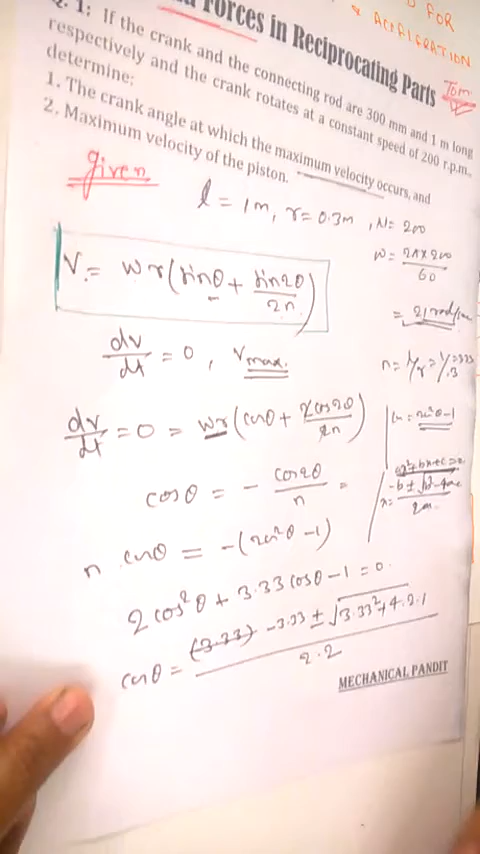 D FOR
& ACCELERATION
Forces in Reciprocating Parts
Tom
Q. 1: If the crank and the connecting rod are 300 mm and 1 m long
respectively and the crank rotates at a constant speed of 200 r.p.m.,
determine:
1. The crank angle at which the maximum velocity occurs, and
2. Maximum velocity of the piston.
given
l = 1m, r = 0.3m , N = 200
ω = 2π × 200 / 60
= 21 rad/sec
V = ωr (sinθ + sin2θ / 2n)
dv/dt = 0 , Vmax.
n = l/r = 1/.3 = 3.33
dv/dt = 0 = ωr (cosθ + 2cos2θ / 2n)
cosθ = - cos2θ / n =
ax²+bx+c=0
x = -b ± √b²-4ac / 2a
n cosθ = -(2cos²θ - 1)
2cos²θ + 3.33 cosθ - 1 = 0.
cosθ = (3.33) -3.33 ± √3.33² + 4.2.1 / 2.2
MECHANICAL PANDIT